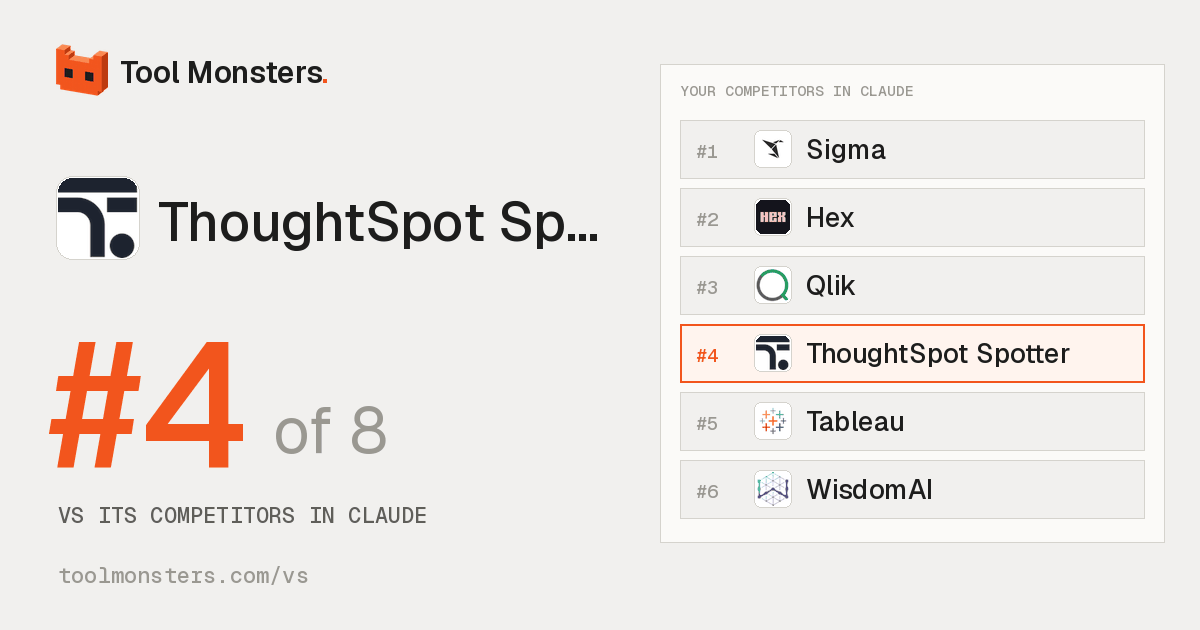 Tool Monsters.
ThoughtSpot Sp...
#4 of 8
VS ITS COMPETITORS IN CLAUDE
toolmonsters.com/vs
YOUR COMPETITORS IN CLAUDE
#1 Sigma
#2 HEX Hex
#3 Qlik
#4 ThoughtSpot Spotter
#5 Tableau
#6 WisdomAI